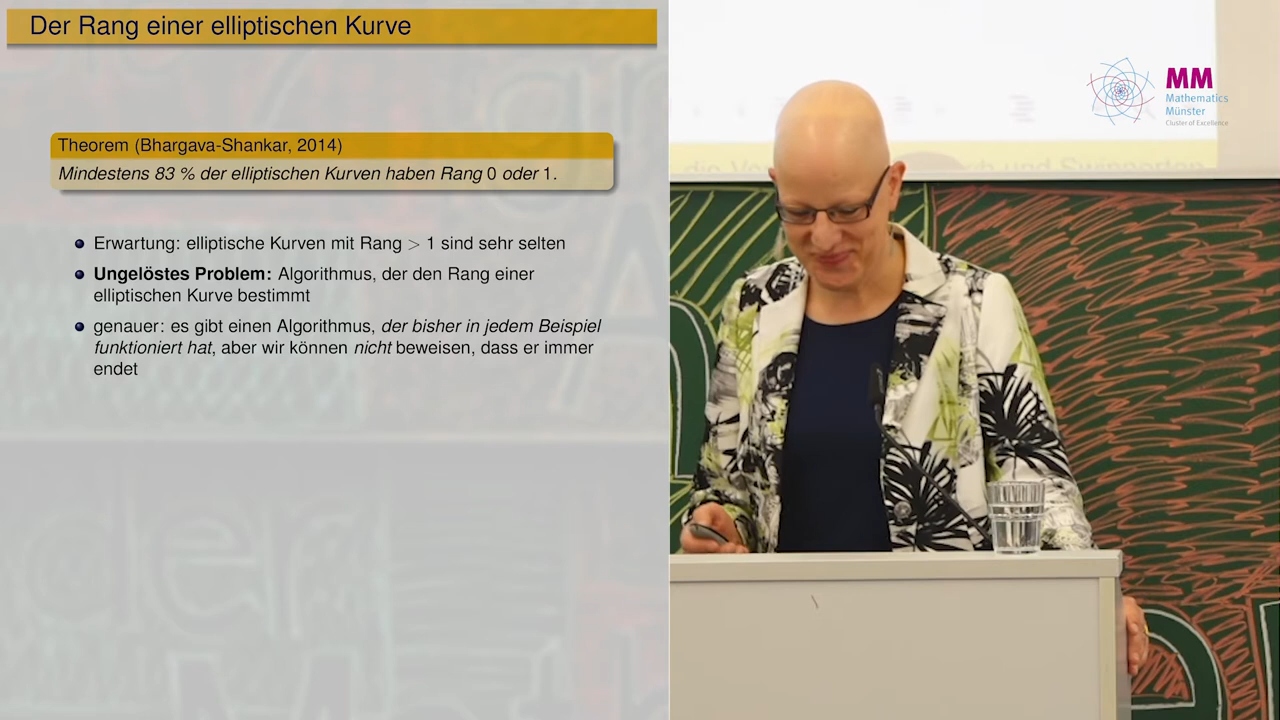 Der Rang einer elliptischen Kurve
Theorem (Bhargava-Shankar, 2014)
Mindestens 83 % der elliptischen Kurven haben Rang 0 oder 1.
Erwartung: elliptische Kurven mit Rang > 1 sind sehr selten
Ungelöstes Problem: Algorithmus, der den Rang einer
elliptischen Kurve bestimmt
genauer: es gibt einen Algorithmus, der bisher in jedem Beispiel
funktioniert hat, aber wir können nicht beweisen, dass er immer
endet
MM
Mathematics
Münster
Cluster of Excellence